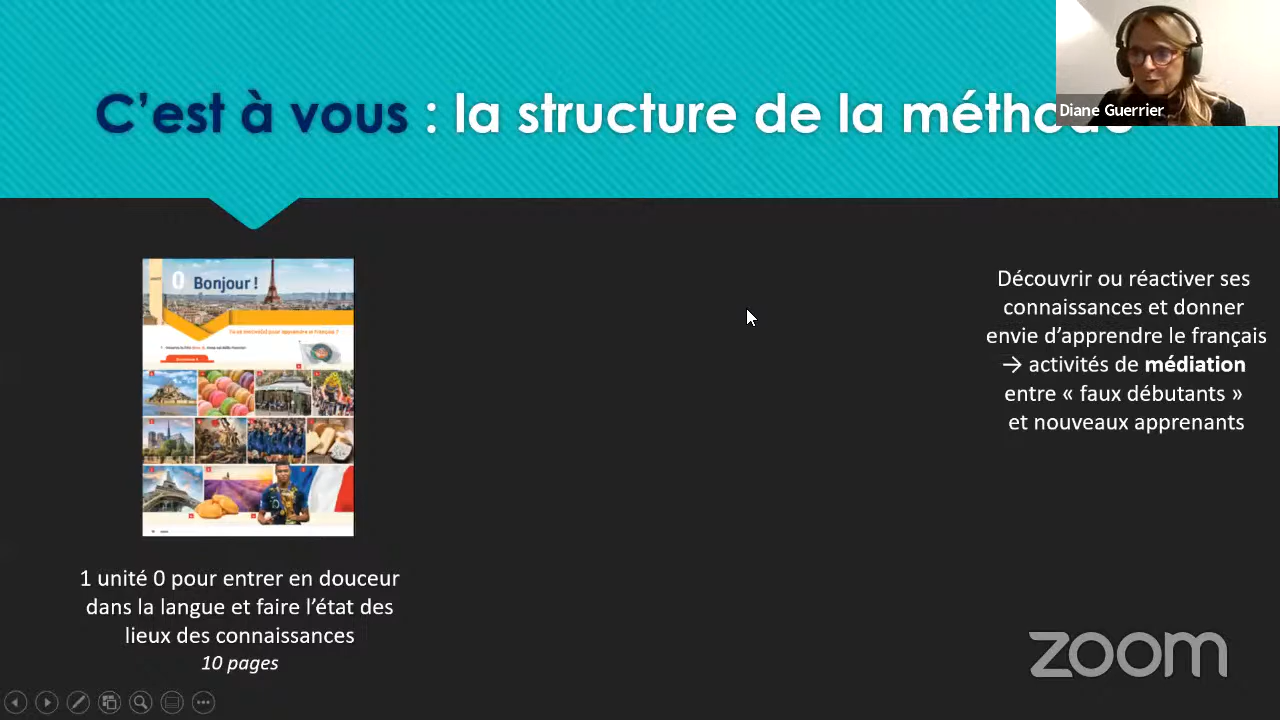 C'est à vous : la structure de la méthode
Diane Guerrier
0 Bonjour !
Découvrir ou réactiver ses
connaissances et donner
envie d'apprendre le français
→ activités de médiation
entre « faux débutants »
et nouveaux apprenants
1 unité 0 pour entrer en douceur
dans la langue et faire l'état des
lieux des connaissances
10 pages
zoom